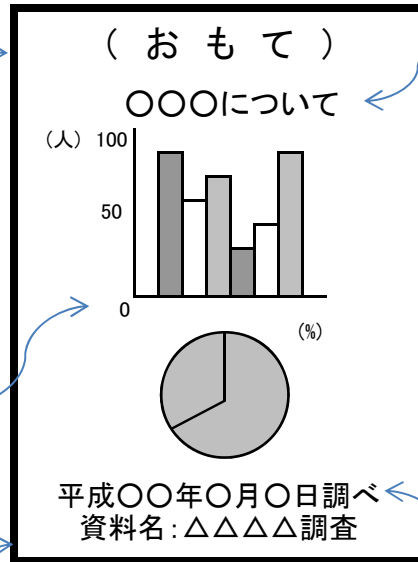 ( お も て )
〇〇〇について
(人) 100
50
0
(%)
平成〇〇年〇月〇日調べ
資料名:△△△△調査